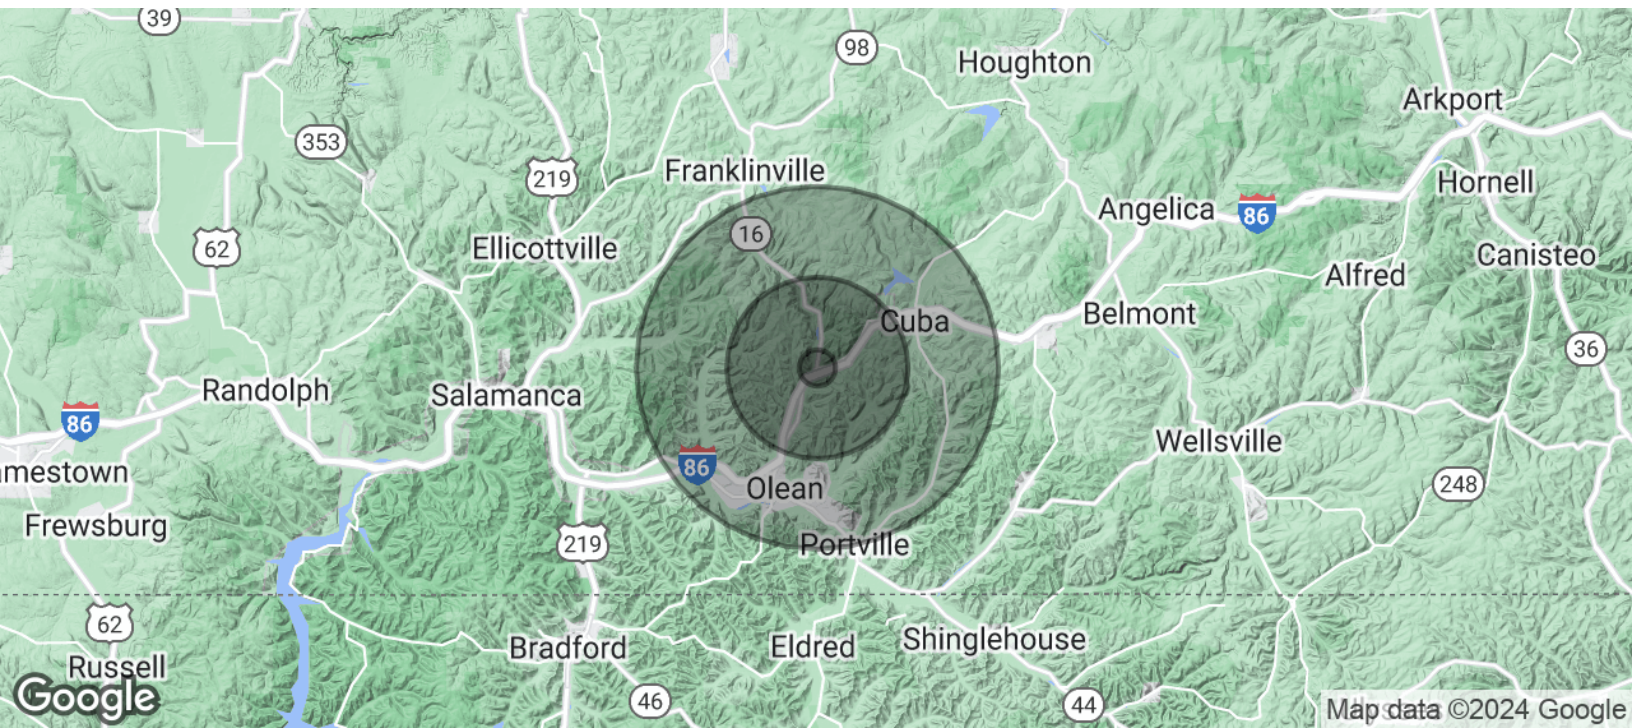 39
98
Houghton
Arkport
353
Franklinville
219
Hornell
Angelica
86
16
62
Ellicottville
Canisteo
Alfred
Cuba
Belmont
36
Randolph
Salamanca
86
Wellsville
86
amestown
Olean
248
Frewsburg
219
Portville
62
Bradford
Eldred
Shinglehouse
Russell
Google
46
44
Map data ©2024 Google